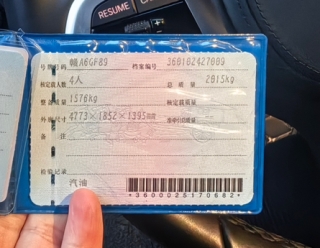 RESUME
号牌号码 赣A6GF89 档案编号 360102427009
核定载人数 4人 总质量 2015kg
整备质量 1576kg 核定载质量
外廓尺寸 4773×1852×1395mm 准牵引总质量
备注
检验记录
汽油
*3600025170682*